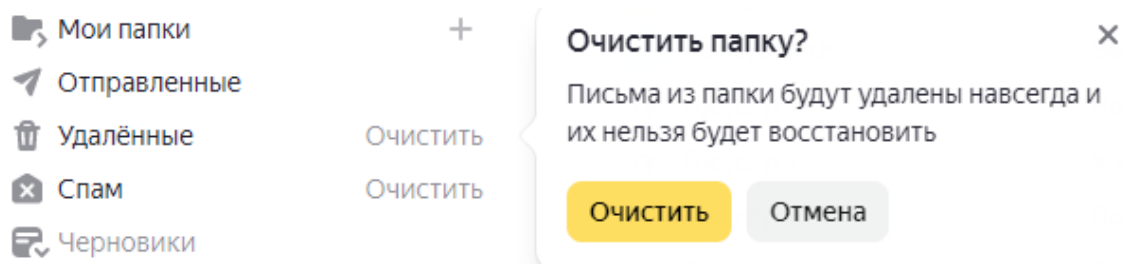 Мои папки
Отправленные
Удалённые Очистить
Спам Очистить
Черновики
Очистить папку?
Письма из папки будут удалены навсегда и
их нельзя будет восстановить
Очистить Отмена